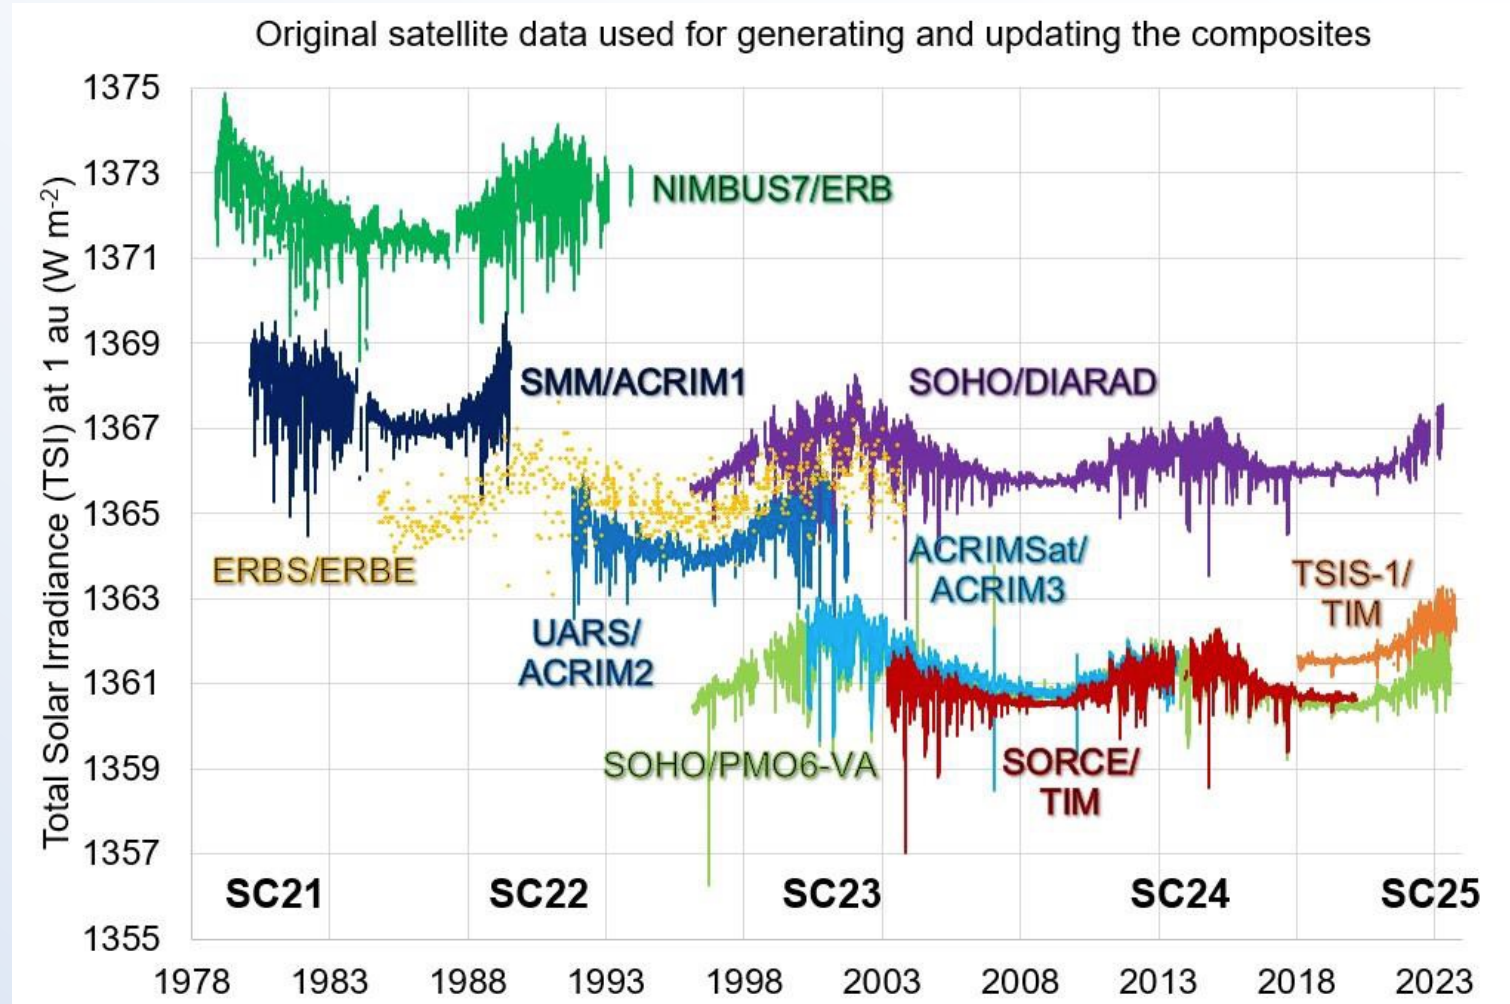 Original satellite data used for generating and updating the composites
Total Solar Irradiance (TSI) at 1 au (W m-2)
1375
1373
1371
1369
1367
1365
1363
1361
1359
1357
1355
NIMBUS7/ERB
SMM/ACRIM1
SOHO/DIARAD
ERBS/ERBE
ACRIMSat/
ACRIM3
TSIS-1/
TIM
UARS/
ACRIM2
SOHO/PMO6-VA
SORCE/
TIM
SC21
SC22
SC23
SC24
SC25
1978
1983
1988
1993
1998
2003
2008
2013
2018
2023